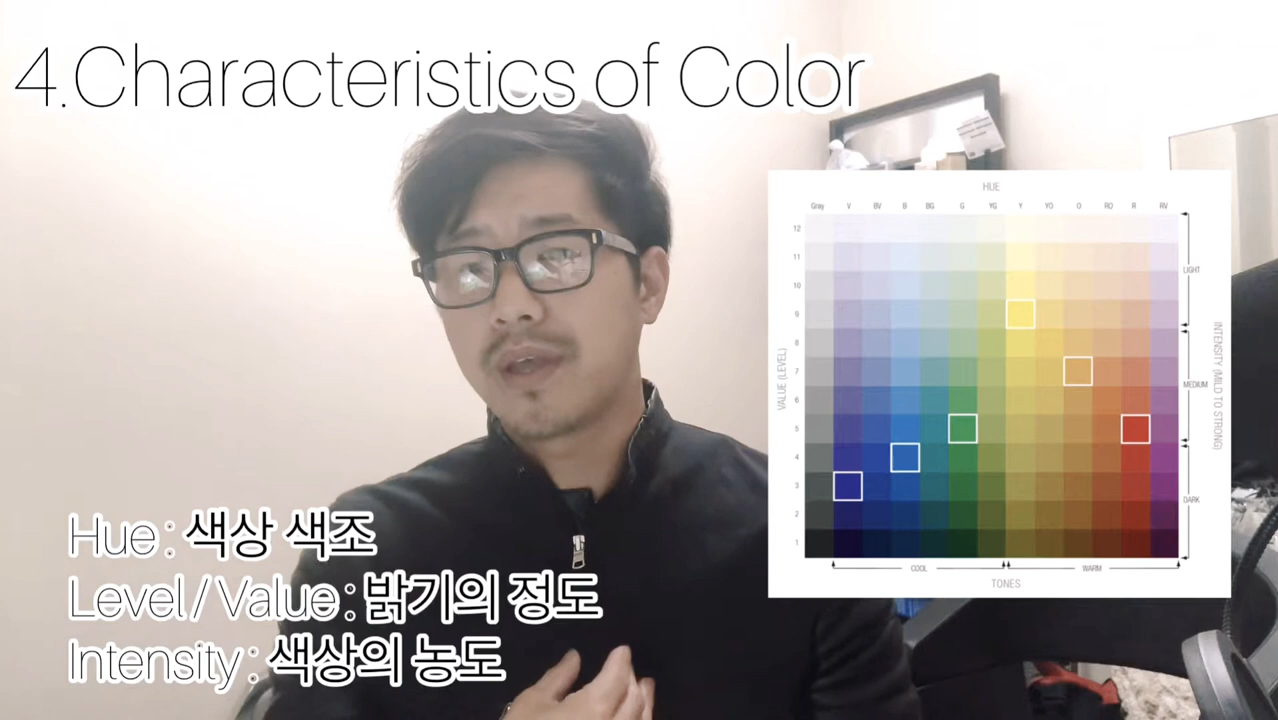 4.Characteristics of Color
HUE
Gray V BV B BG G YG Y YO O RO R RV
12
11
10
9
8
7
6
5
4
3
2
1
VALUE (LEVEL)
LIGHT
MEDIUM
DARK
INTENSITY (MILD TO STRONG)
COOL WARM
TONES
Hue : 색상 색조
Level / Value : 밝기의 정도
Intensity : 색상의 농도